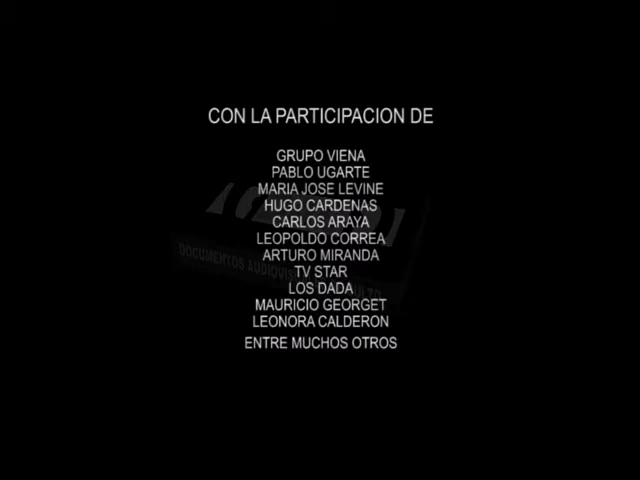 CON LA PARTICIPACION DE
GRUPO VIENA
PABLO UGARTE
MARIA JOSE LEVINE
HUGO CARDENAS
CARLOS ARAYA
LEOPOLDO CORREA
ARTURO MIRANDA
TV STAR
LOS DADA
MAURICIO GEORGET
LEONORA CALDERON
ENTRE MUCHOS OTROS
DOCUMENTOS